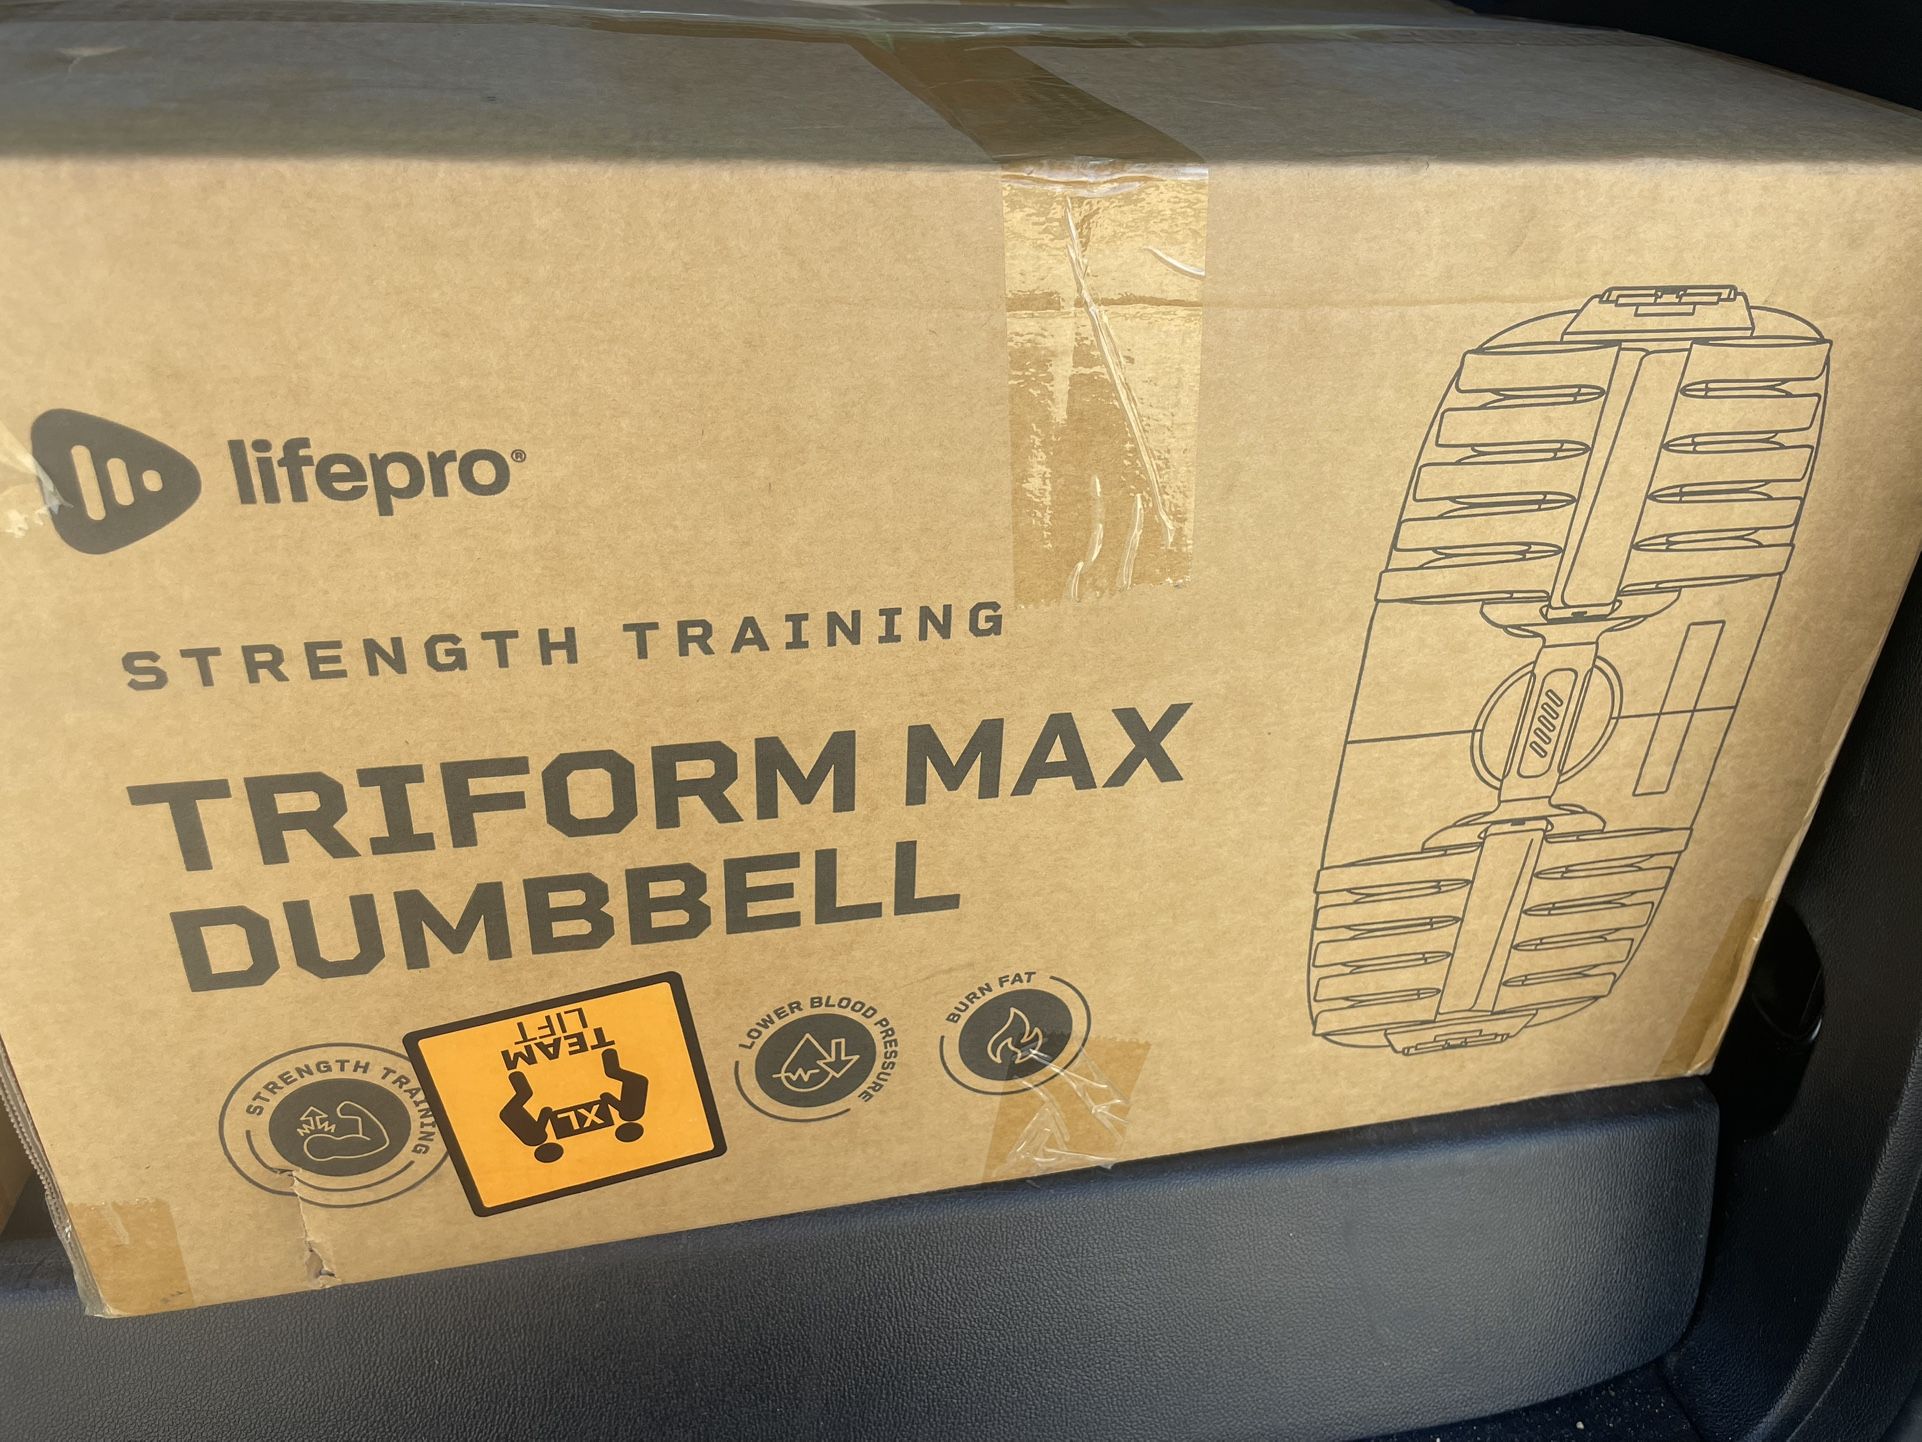 lifepro®
STRENGTH TRAINING
TRIFORM MAX
DUMBBELL
STRENGTH TRAINING
TEAM
LIFT
XL
LOWER BLOOD PRESSURE
BURN FAT